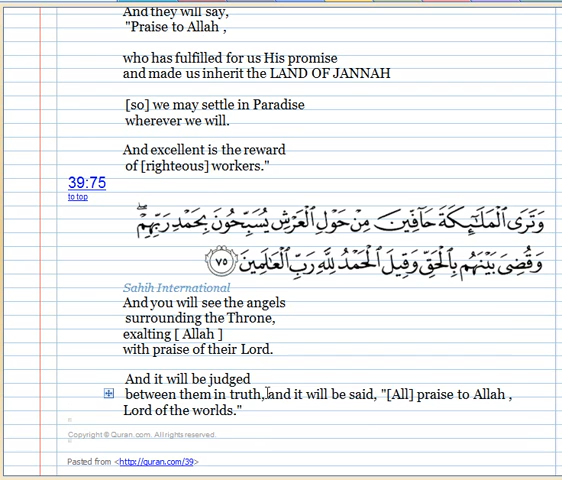 And they will say,
"Praise to Allah ,
who has fulfilled for us His promise
and made us inherit the LAND OF JANNAH
[so] we may settle in Paradise
wherever we will.
And excellent is the reward
of [righteous] workers."
39:75
to top
وَتَرَى ٱلْمَلَـٰٓئِكَةَ حَآفِّينَ مِنْ حَوْلِ ٱلْعَرْشِ يُسَبِّحُونَ بِحَمْدِ رَبِّهِمْ ۖ
وَقُضِىَ بَيْنَهُم بِٱلْحَقِّ وَقِيلَ ٱلْحَمْدُ لِلَّهِ رَبِّ ٱلْعَـٰلَمِينَ ٧٥
Sahih International
And you will see the angels
surrounding the Throne,
exalting [ Allah ]
with praise of their Lord.
And it will be judged
between them in truth, and it will be said, "[All] praise to Allah ,
Lord of the worlds."
Copyright © Quran.com. All rights reserved.
Pasted from <http://quran.com/39>